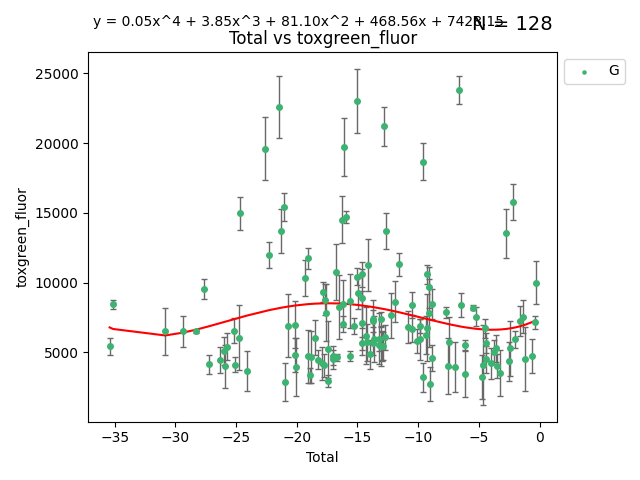 y = 0.05x^4 + 3.85x^3 + 81.10x^2 + 468.56x +
N = 128
Total vs toxgreen_fluor
G
25000
20000
15000
10000
5000
toxgreen_fluor
−35 −30 −25 −20 −15 −10 −5 0
Total